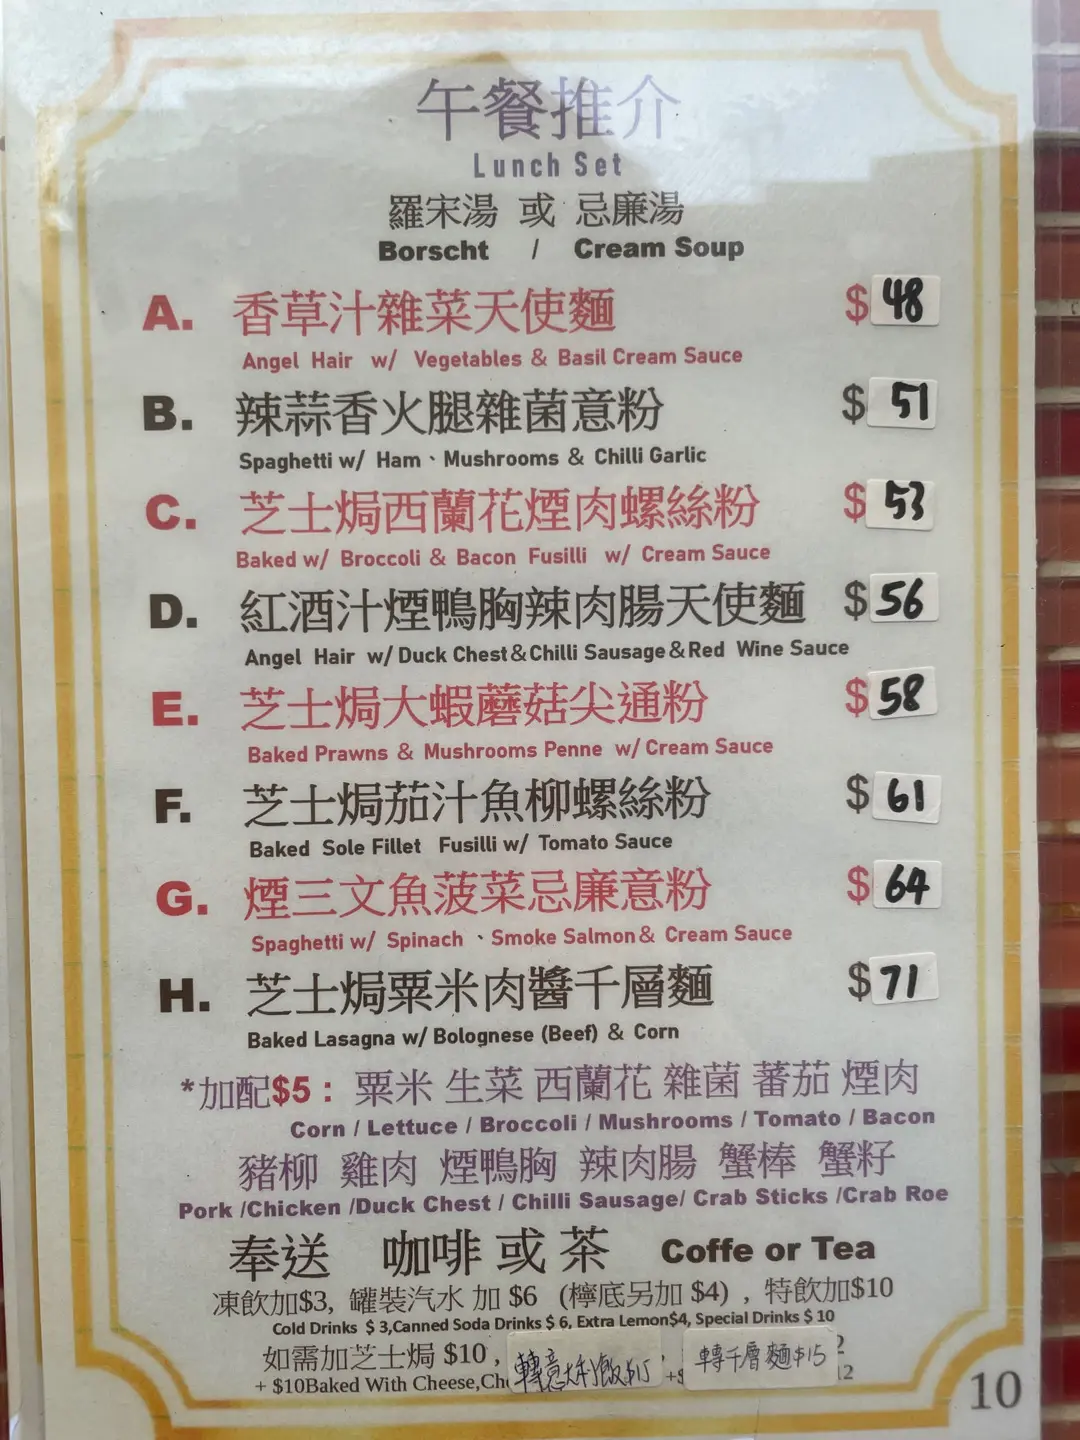 午餐推介
Lunch Set
羅宋湯 或 忌廉湯
Borscht / Cream Soup
A. 香草汁雜菜天使麵 $48
Angel Hair w/ Vegetables & Basil Cream Sauce
B. 辣蒜香火腿雜菌意粉 $51
Spaghetti w/ Ham、Mushrooms & Chilli Garlic
C. 芝士焗西蘭花煙肉螺絲粉 $53
Baked w/ Broccoli & Bacon Fusilli w/ Cream Sauce
D. 紅酒汁煙鴨胸辣肉腸天使麵 $56
Angel Hair w/ Duck Chest&Chilli Sausage&Red Wine Sauce
E. 芝士焗大蝦蘑菇尖通粉 $58
Baked Prawns & Mushrooms Penne w/ Cream Sauce
F. 芝士焗茄汁魚柳螺絲粉 $61
Baked Sole Fillet Fusilli w/ Tomato Sauce
G. 煙三文魚菠菜忌廉意粉 $64
Spaghetti w/ Spinach、Smoke Salmon& Cream Sauce
H. 芝士焗粟米肉醬千層麵 $71
Baked Lasagna w/ Bolognese (Beef) & Corn
*加配$5: 粟米 生菜 西蘭花 雜菌 蕃茄 煙肉
Corn / Lettuce / Broccoli / Mushrooms / Tomato / Bacon
豬柳 雞肉 煙鴨胸 辣肉腸 蟹棒 蟹籽
Pork /Chicken /Duck Chest / Chilli Sausage/ Crab Sticks /Crab Roe
奉送 咖啡 或 茶 Coffe or Tea
凍飲加$3, 罐裝汽水 加 $6 (檸底另加 $4) , 特飲加$10
Cold Drinks $ 3,Canned Soda Drinks $ 6, Extra Lemon$4, Special Drinks $ 10
如需加芝士焗 $10 , 轉意大利飯$15 , 轉千層麵$15 2
+ $10Baked With Cheese,Ch +$ 12
10